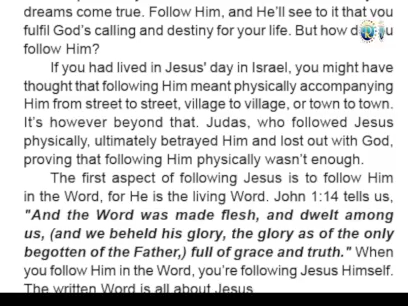 dreams come true. Follow Him, and He'll see to it that you
fulfil God's calling and destiny for your life. But how do you
follow Him?
If you had lived in Jesus' day in Israel, you might have
thought that following Him meant physically accompanying
Him from street to street, village to village, or town to town.
It's however beyond that. Judas, who followed Jesus
physically, ultimately betrayed Him and lost out with God,
proving that following Him physically wasn't enough.
The first aspect of following Jesus is to follow Him
in the Word, for He is the living Word. John 1:14 tells us,
"And the Word was made flesh, and dwelt among
us, (and we beheld his glory, the glory as of the only
begotten of the Father,) full of grace and truth." When
you follow Him in the Word, you're following Jesus Himself.
The written Word is all about Jesus